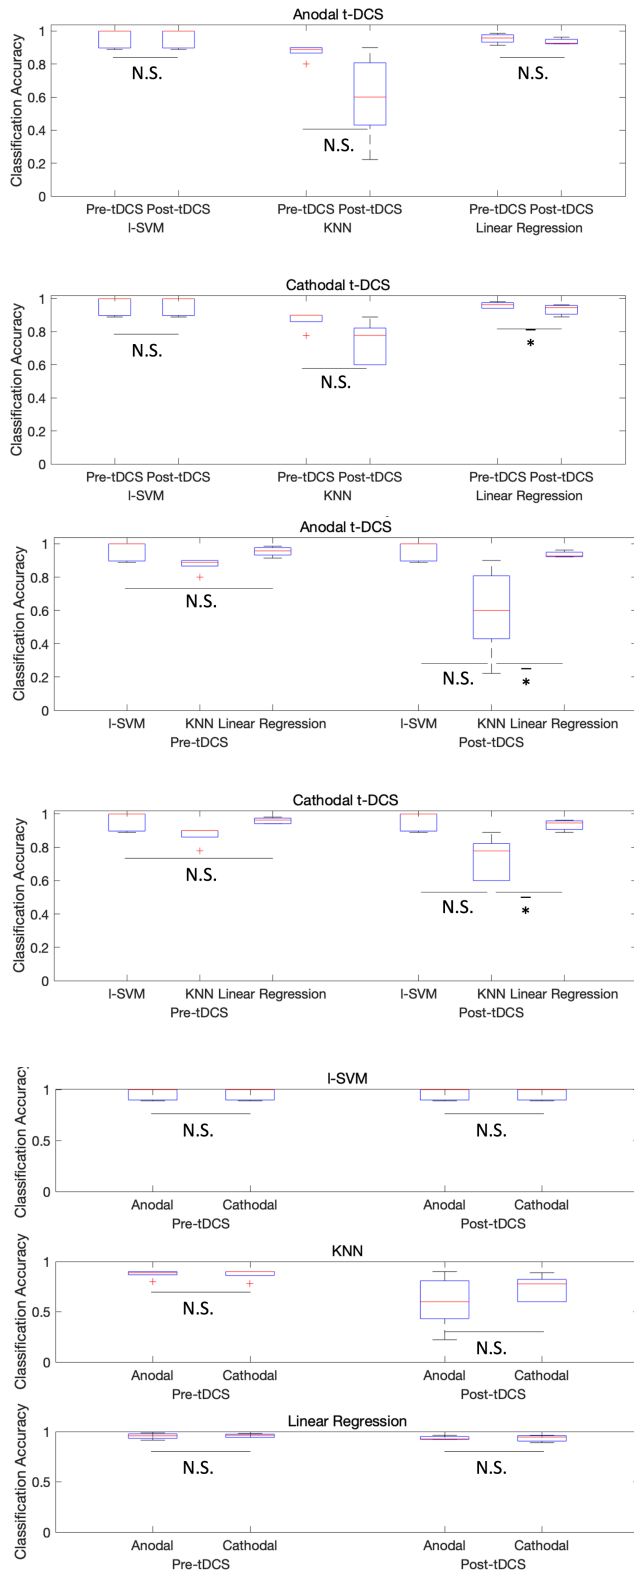 Anodal t-DCS
Classification Accuracy
1
0.8
0.6
0.4
0.2
0
N.S.
N.S.
N.S.
Pre-tDCS Post-tDCS
Pre-tDCS Post-tDCS
Pre-tDCS Post-tDCS
l-SVM
KNN
Linear Regression
Cathodal t-DCS
Classification Accuracy
1
0.8
0.6
0.4
0.2
0
N.S.
N.S.
*
Pre-tDCS Post-tDCS
Pre-tDCS Post-tDCS
Pre-tDCS Post-tDCS
l-SVM
KNN
Linear Regression
Anodal t-DCS
Classification Accuracy
1
0.8
0.6
0.4
0.2
0
N.S.
N.S.
*
l-SVM
KNN Linear Regression
l-SVM
KNN Linear Regression
Pre-tDCS
Post-tDCS
Cathodal t-DCS
Classification Accuracy
1
0.8
0.6
0.4
0.2
0
N.S.
N.S.
*
l-SVM
KNN Linear Regression
l-SVM
KNN Linear Regression
Pre-tDCS
Post-tDCS
l-SVM
Classification Accuracy
1
0.5
0
N.S.
N.S.
Anodal
Cathodal
Anodal
Cathodal
Pre-tDCS
Post-tDCS
KNN
Classification Accuracy
1
0.5
0
N.S.
N.S.
Anodal
Cathodal
Anodal
Cathodal
Pre-tDCS
Post-tDCS
Linear Regression
Classification Accuracy
1
0.5
N.S.
N.S.
Anodal
Cathodal
Anodal
Cathodal
Pre-tDCS
Post-tDCS